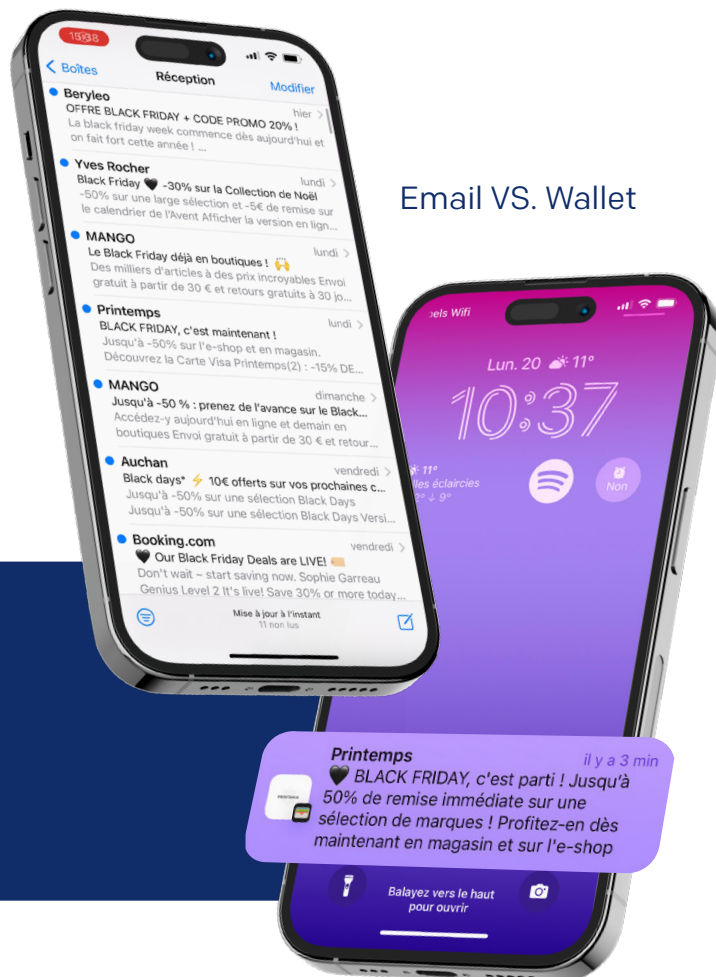 Boîtes
Réception
Modifier
Beryleo
hier
OFFRE BLACK FRIDAY + CODE PROMO 20% !
La black friday week commence dès aujourd'hui et
on fait fort cette année ! ...
Yves Rocher
lundi
Black Friday 🖤 -30% sur la Collection de Noël
-50% sur une large sélection et -5€ de remise sur
le calendrier de l'Avent Afficher la version en lign...
MANGO
lundi
Le Black Friday déjà en boutiques ! 🙌
Des milliers d'articles à des prix incroyables Envoi
gratuit à partir de 30 € et retours gratuits à 30 jo...
Printemps
lundi
BLACK FRIDAY, c'est maintenant !
Jusqu'à -50% sur l'e-shop et en magasin.
Découvrez la Carte Visa Printemps(2) : -15% DE...
MANGO
dimanche
Jusqu'à -50 % : prenez de l'avance sur le Black...
Accédez-y aujourd'hui en ligne et demain en
boutiques Envoi gratuit à partir de 30 € et retour...
Auchan
vendredi
Black days* ⚡ 10€ offerts sur vos prochaines c...
Jusqu'à -50% sur une sélection Black Days
Jusqu'à -50% sur une sélection Black Days Versi...
Booking.com
vendredi
🖤 Our Black Friday Deals are LIVE!
Don't wait – start saving now. Sophie Garreau
Genius Level 2 It's live! Save 30% or more today...
Mise à jour à l'instant
11 non lus
Email VS. Wallet
els Wifi
Lun. 20 11°
10:37
11°
lles éclaircies
↓ 9°
Non
Printemps
il y a 3 min
🖤 BLACK FRIDAY, c'est parti ! Jusqu'à
50% de remise immédiate sur une
sélection de marques ! Profitez-en dès
maintenant en magasin et sur l'e-shop
PRINTEMPS
Balayez vers le haut
pour ouvrir